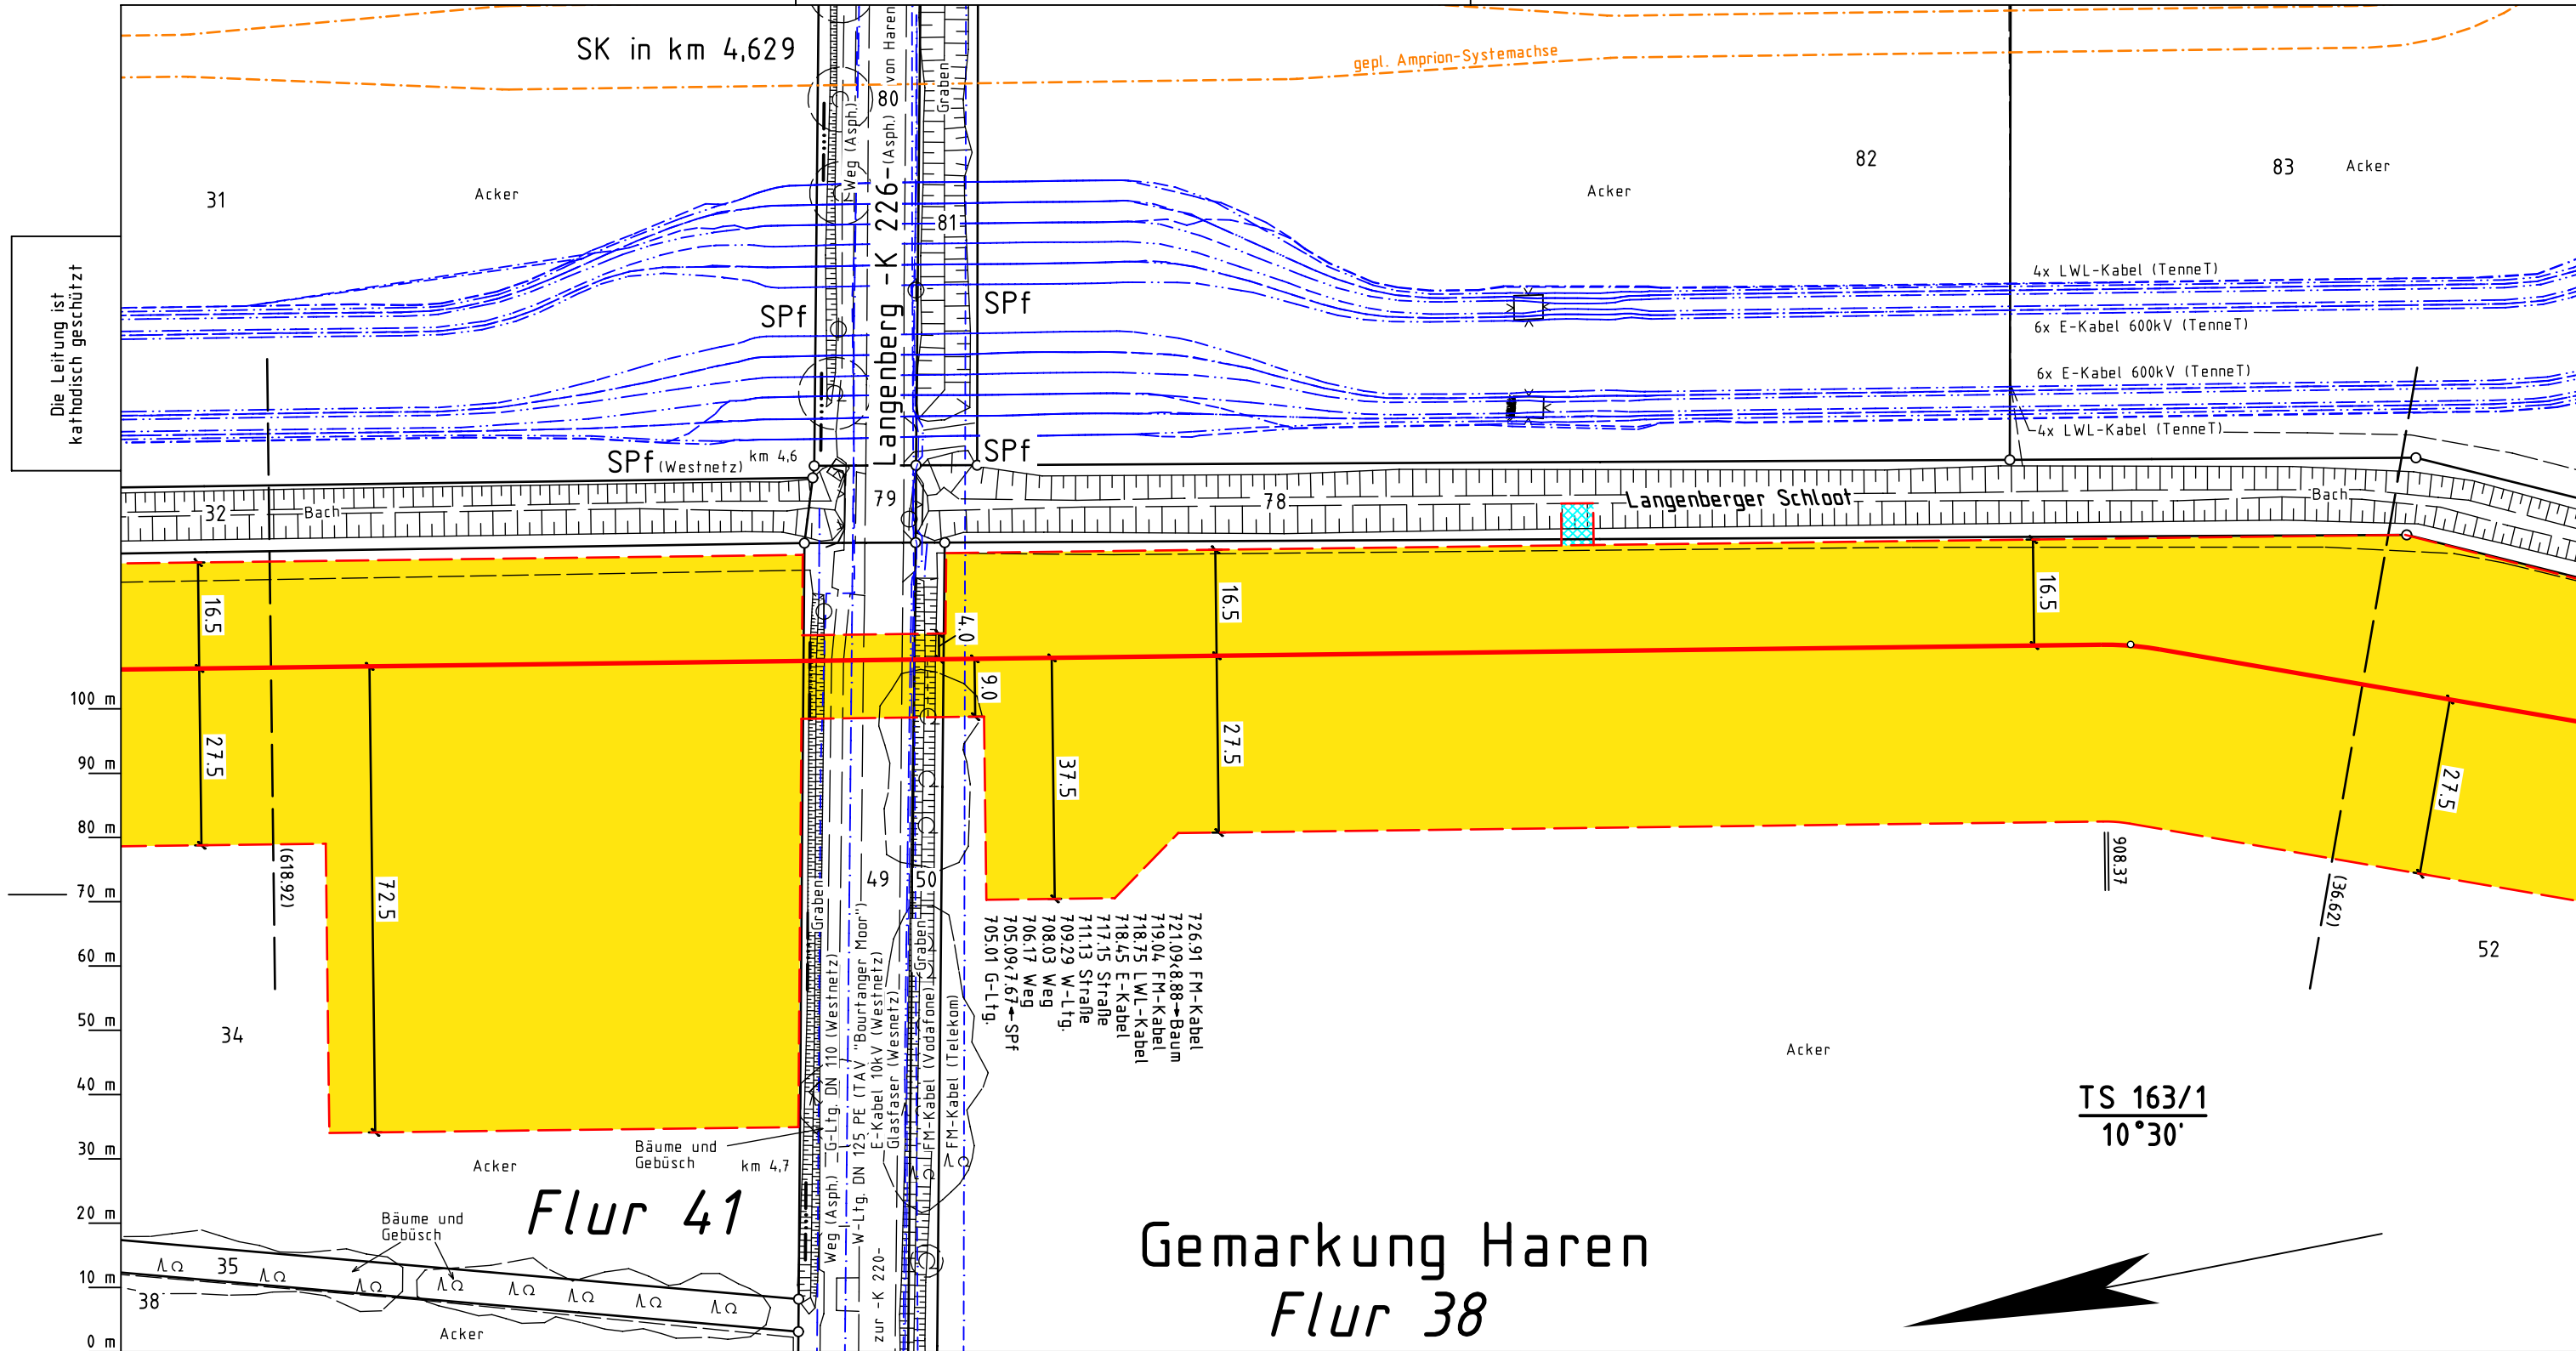 SK in km 4,629
gepl. Amprion-Systemachse
von Haren
80
Graben
Weg (Asph.)
Langenberg -K 226-(Asph.)
31
Acker
81
82
Acker
83
Acker
Die Leitung ist
kathodisch geschützt
4x LWL-Kabel (TenneT)
6x E-Kabel 600kV (TenneT)
6x E-Kabel 600kV (TenneT)
4x LWL-Kabel (TenneT)
SPf
SPf
SPf
SPf (Westnetz)
km 4,6
32
Bach
79
78
Langenberger Schloot
Bach
16.5
4.0
16.5
16.5
27.5
9.0
37.5
27.5
27.5
72.5
100 m
90 m
80 m
70 m
60 m
50 m
40 m
30 m
20 m
10 m
0 m
(618.92)
49
50
908.37
(36.62)
52
726.91 FM-Kabel
721.09<8.88→Baum
719.04 FM-Kabel
718.75 LWL-Kabel
718.45 E-Kabel
717.15 Straße
711.13 Straße
709.29 W-Ltg.
708.03 Weg
706.17 Weg
705.09<7.67→SPf
705.01 G-Ltg.
34
Acker
Graben
Graben
Weg (Asph.)
G-Ltg. DN 110 (Westnetz)
W-Ltg. DN 125 PE (TAV "Bourtanger Moor")
E-Kabel 10kV (Westnetz)
Glasfaser (Wesnetz)
FM-Kabel (Vodafone)
FM-Kabel (Telekom)
zur -K 220-
TS 163/1
10°30'
Bäume und
Gebüsch
km 4,7
Acker
Flur 41
Bäume und
Gebüsch
35
38
Acker
Gemarkung Haren
Flur 38